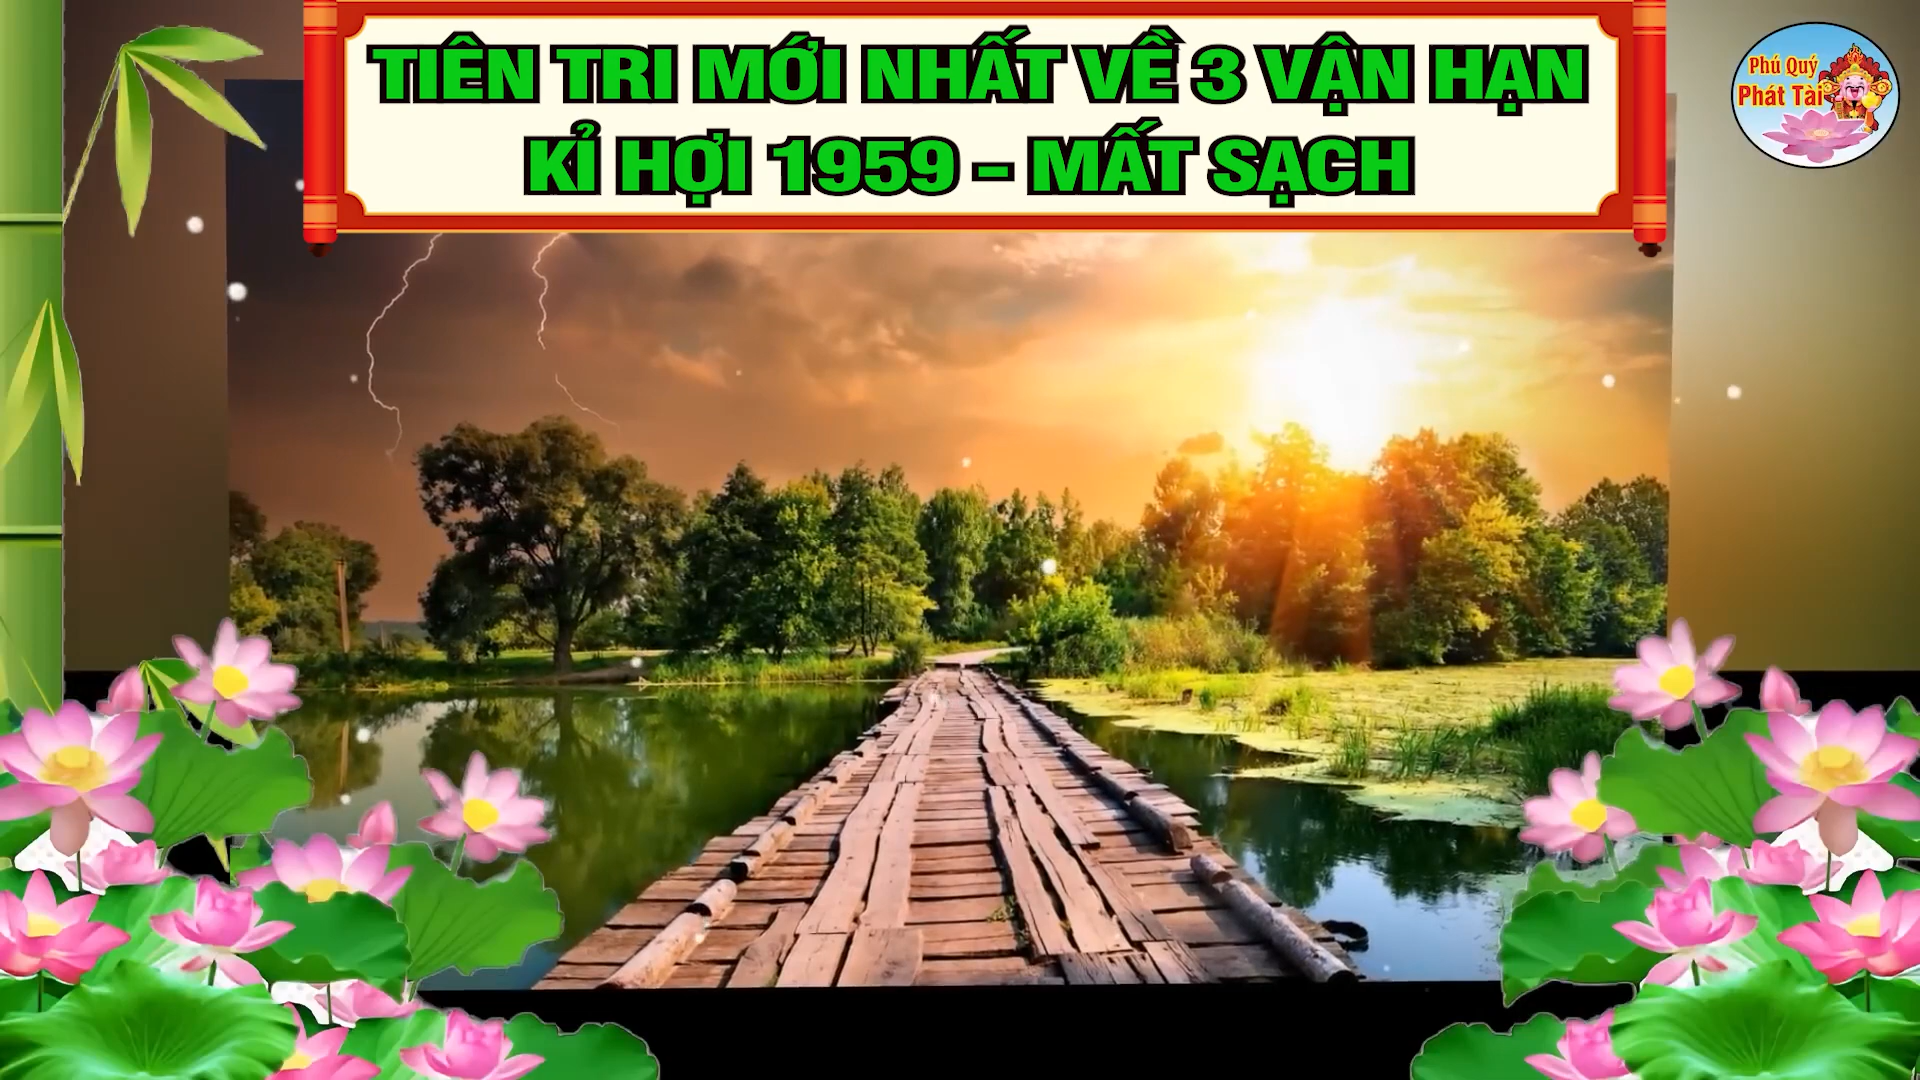 TIÊN TRI MỚI NHẤT VỀ 3 VẬN HẠN
KỈ HỢI 1959 - MẤT SẠCH
Phú Quý
Phát Tài